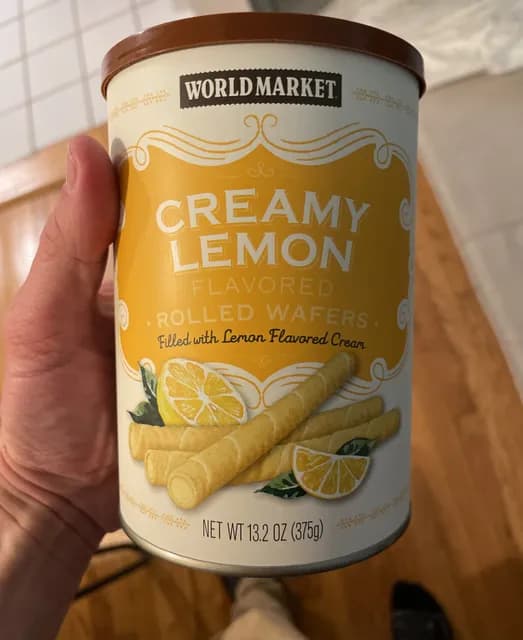 WORLD MARKET
CREAMY
LEMON
FLAVORED
ROLLED WAFERS
Filled with Lemon Flavored Cream
NET WT 13.2 OZ (375g)